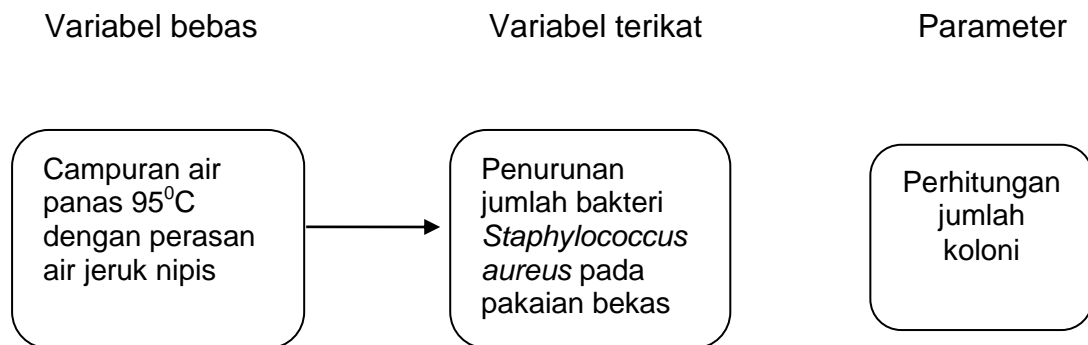 Variabel bebas
Variabel terikat
Parameter
Campuran air
panas 95⁰C
dengan perasan
air jeruk nipis
Penurunan
jumlah bakteri
Staphylococcus
aureus pada
pakaian bekas
Perhitungan
jumlah
koloni